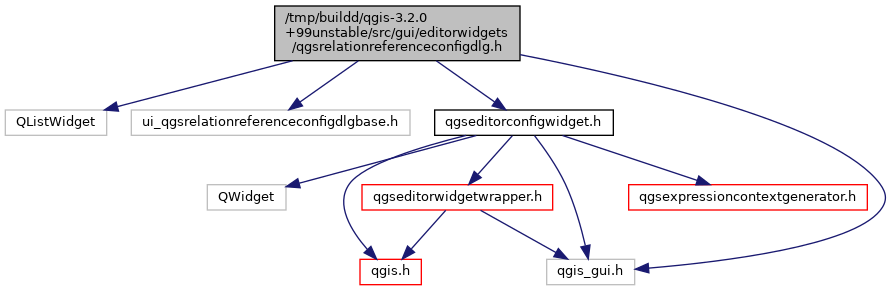 /tmp/buildd/qgis-3.2.0
+99unstable/src/gui/editorwidgets
/qgsrelationreferenceconfigdlg.h
QListWidget
ui_qgsrelationreferenceconfigdlgbase.h
qgseditorconfigwidget.h
QWidget
qgseditorwidgetwrapper.h
qgsexpressioncontextgenerator.h
qgis.h
qgis_gui.h